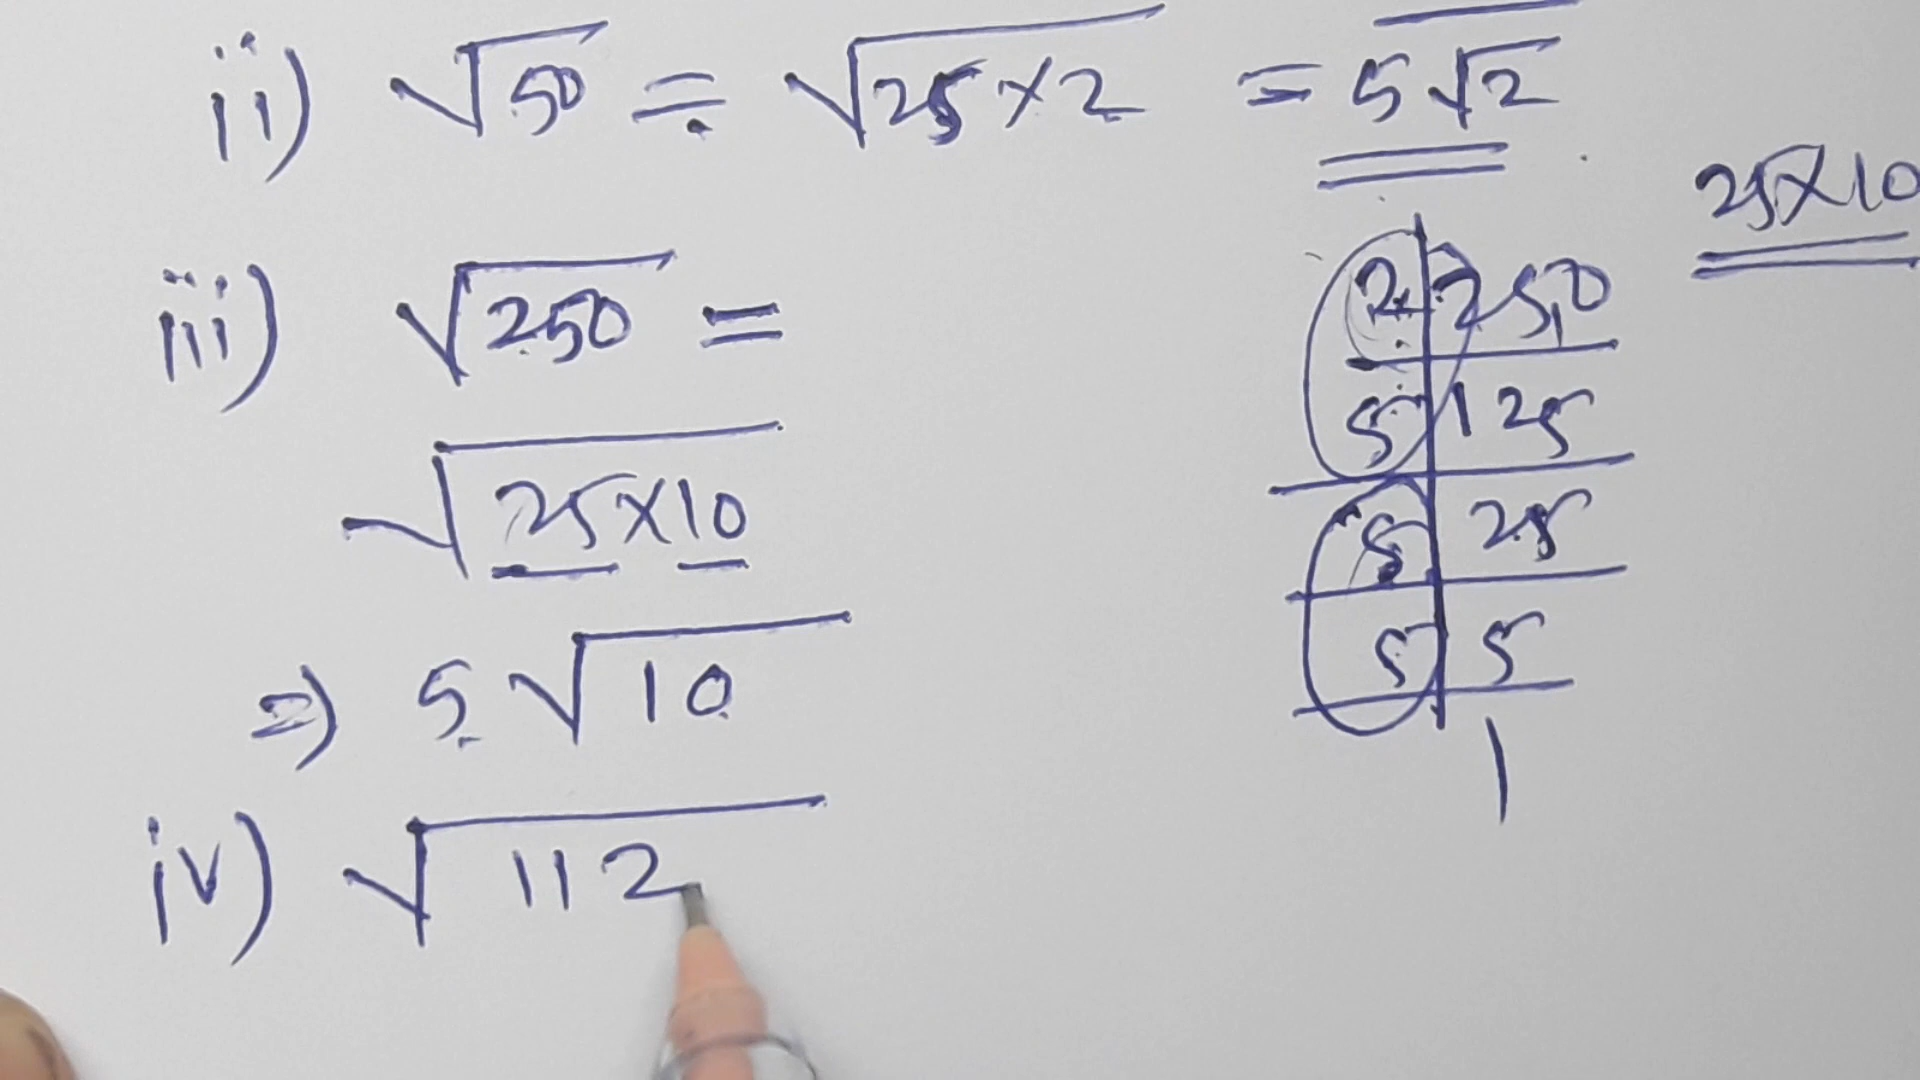 ii) √50 = √25×2 = 5√2
25×10
iii) √250 =
√25×10
⇒ 5√10
iv) √112
2 | 250
5 | 125
5 | 25
5 | 5
1